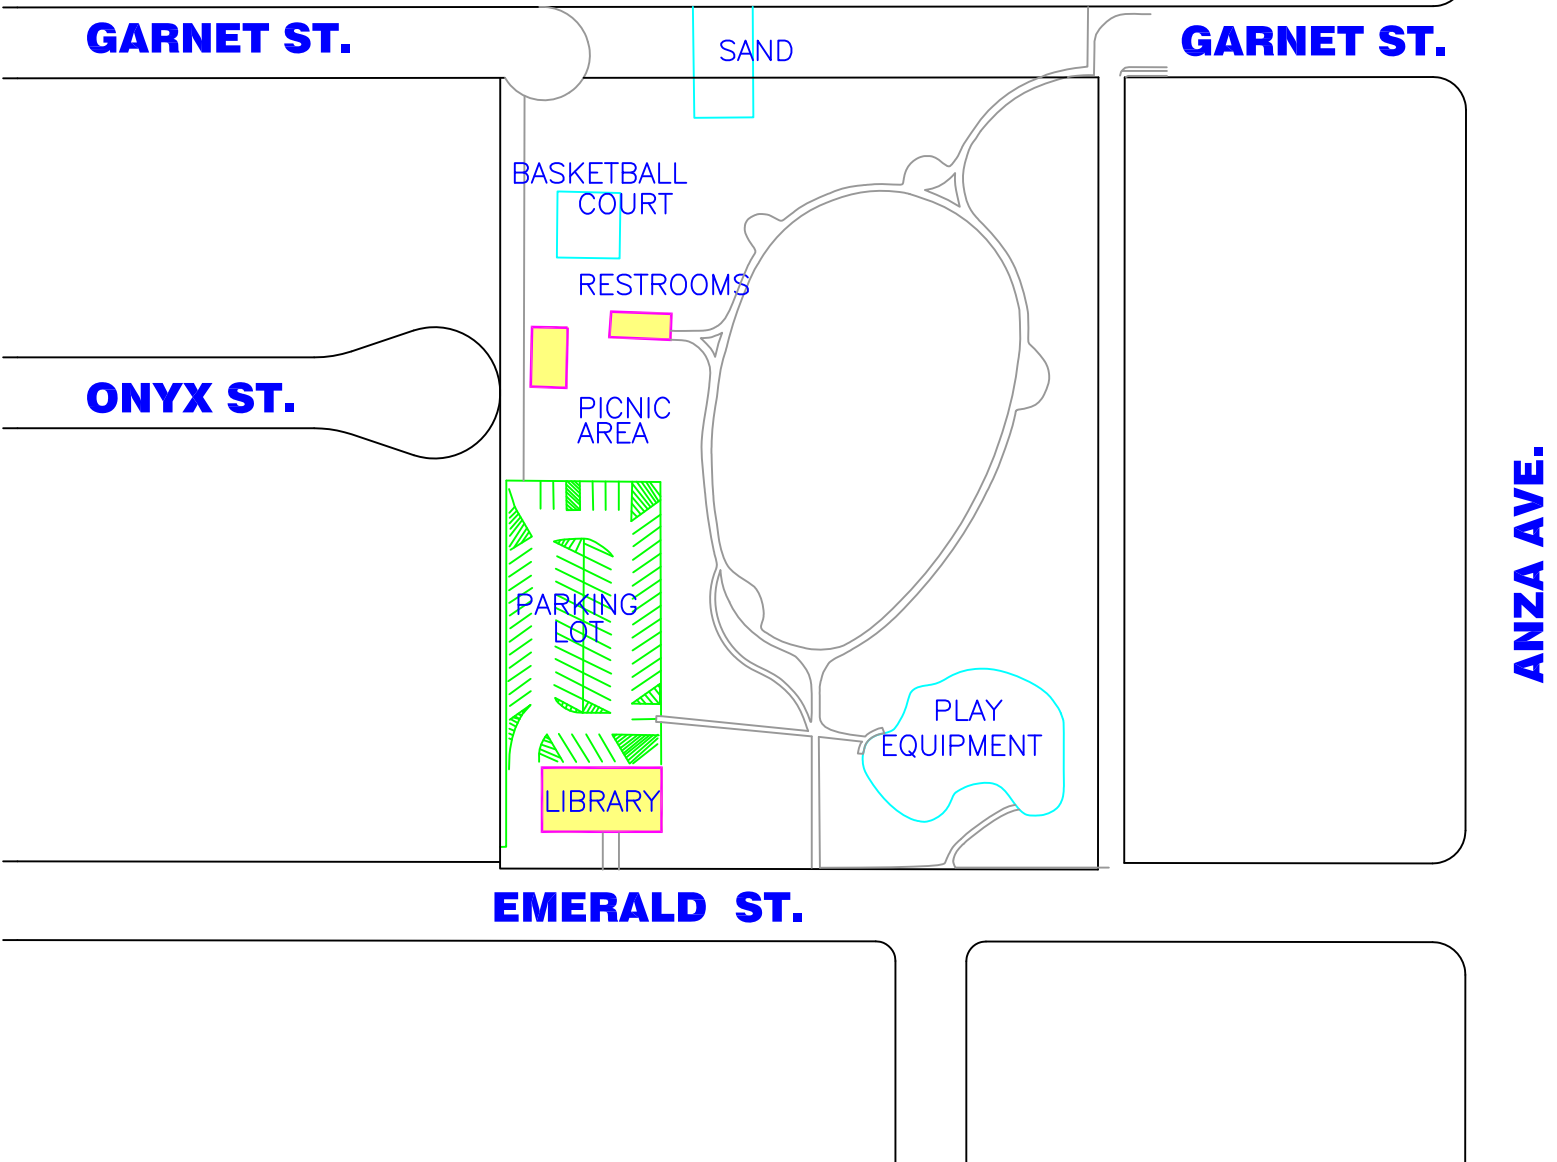 GARNET ST.
SAND
GARNET ST.
BASKETBALL
COURT
RESTROOMS
ONYX ST.
PICNIC
AREA
ANZA AVE.
PARKING
LOT
PLAY
EQUIPMENT
LIBRARY
EMERALD ST.